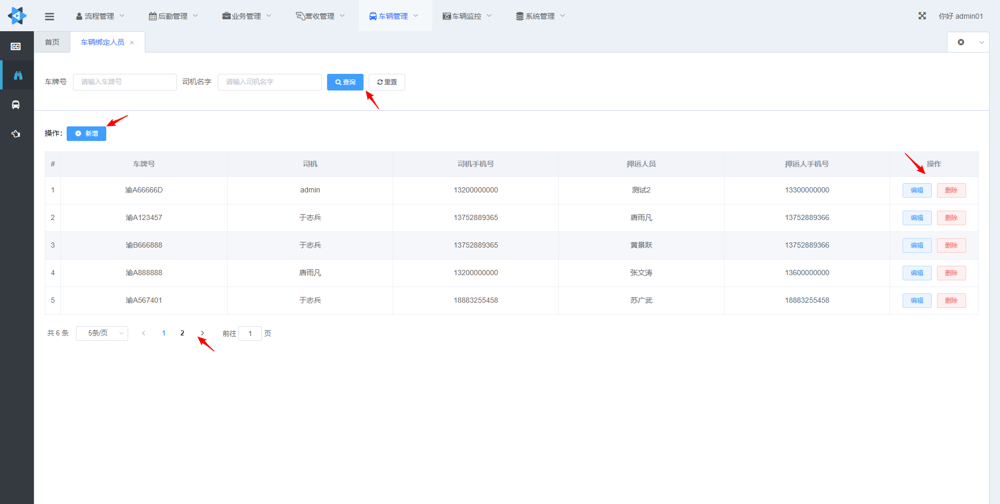 流程管理 后勤管理 业务管理 营收管理 车辆管理 车辆监控 系统管理 你好 admin01
首页 车辆绑定人员 ×
车牌号 请输入车牌号 司机名字 请输入司机名字 查询 重置
操作： 新增
# 车牌号 司机 司机手机号 押运人员 押运人手机号 操作
1 渝A66666D admin 13200000000 测试2 13300000000 编辑 删除
2 渝A123457 于志兵 13752889365 唐雨凡 13752889366 编辑 删除
3 渝B666888 于志兵 13752889365 黄景跃 13752889366 编辑 删除
4 渝A888888 唐雨凡 13200000000 张文涛 13600000000 编辑 删除
5 渝A567401 于志兵 18883255458 苏广武 18883255458 编辑 删除
共 6 条 5条/页 1 2 前往 1 页
CC